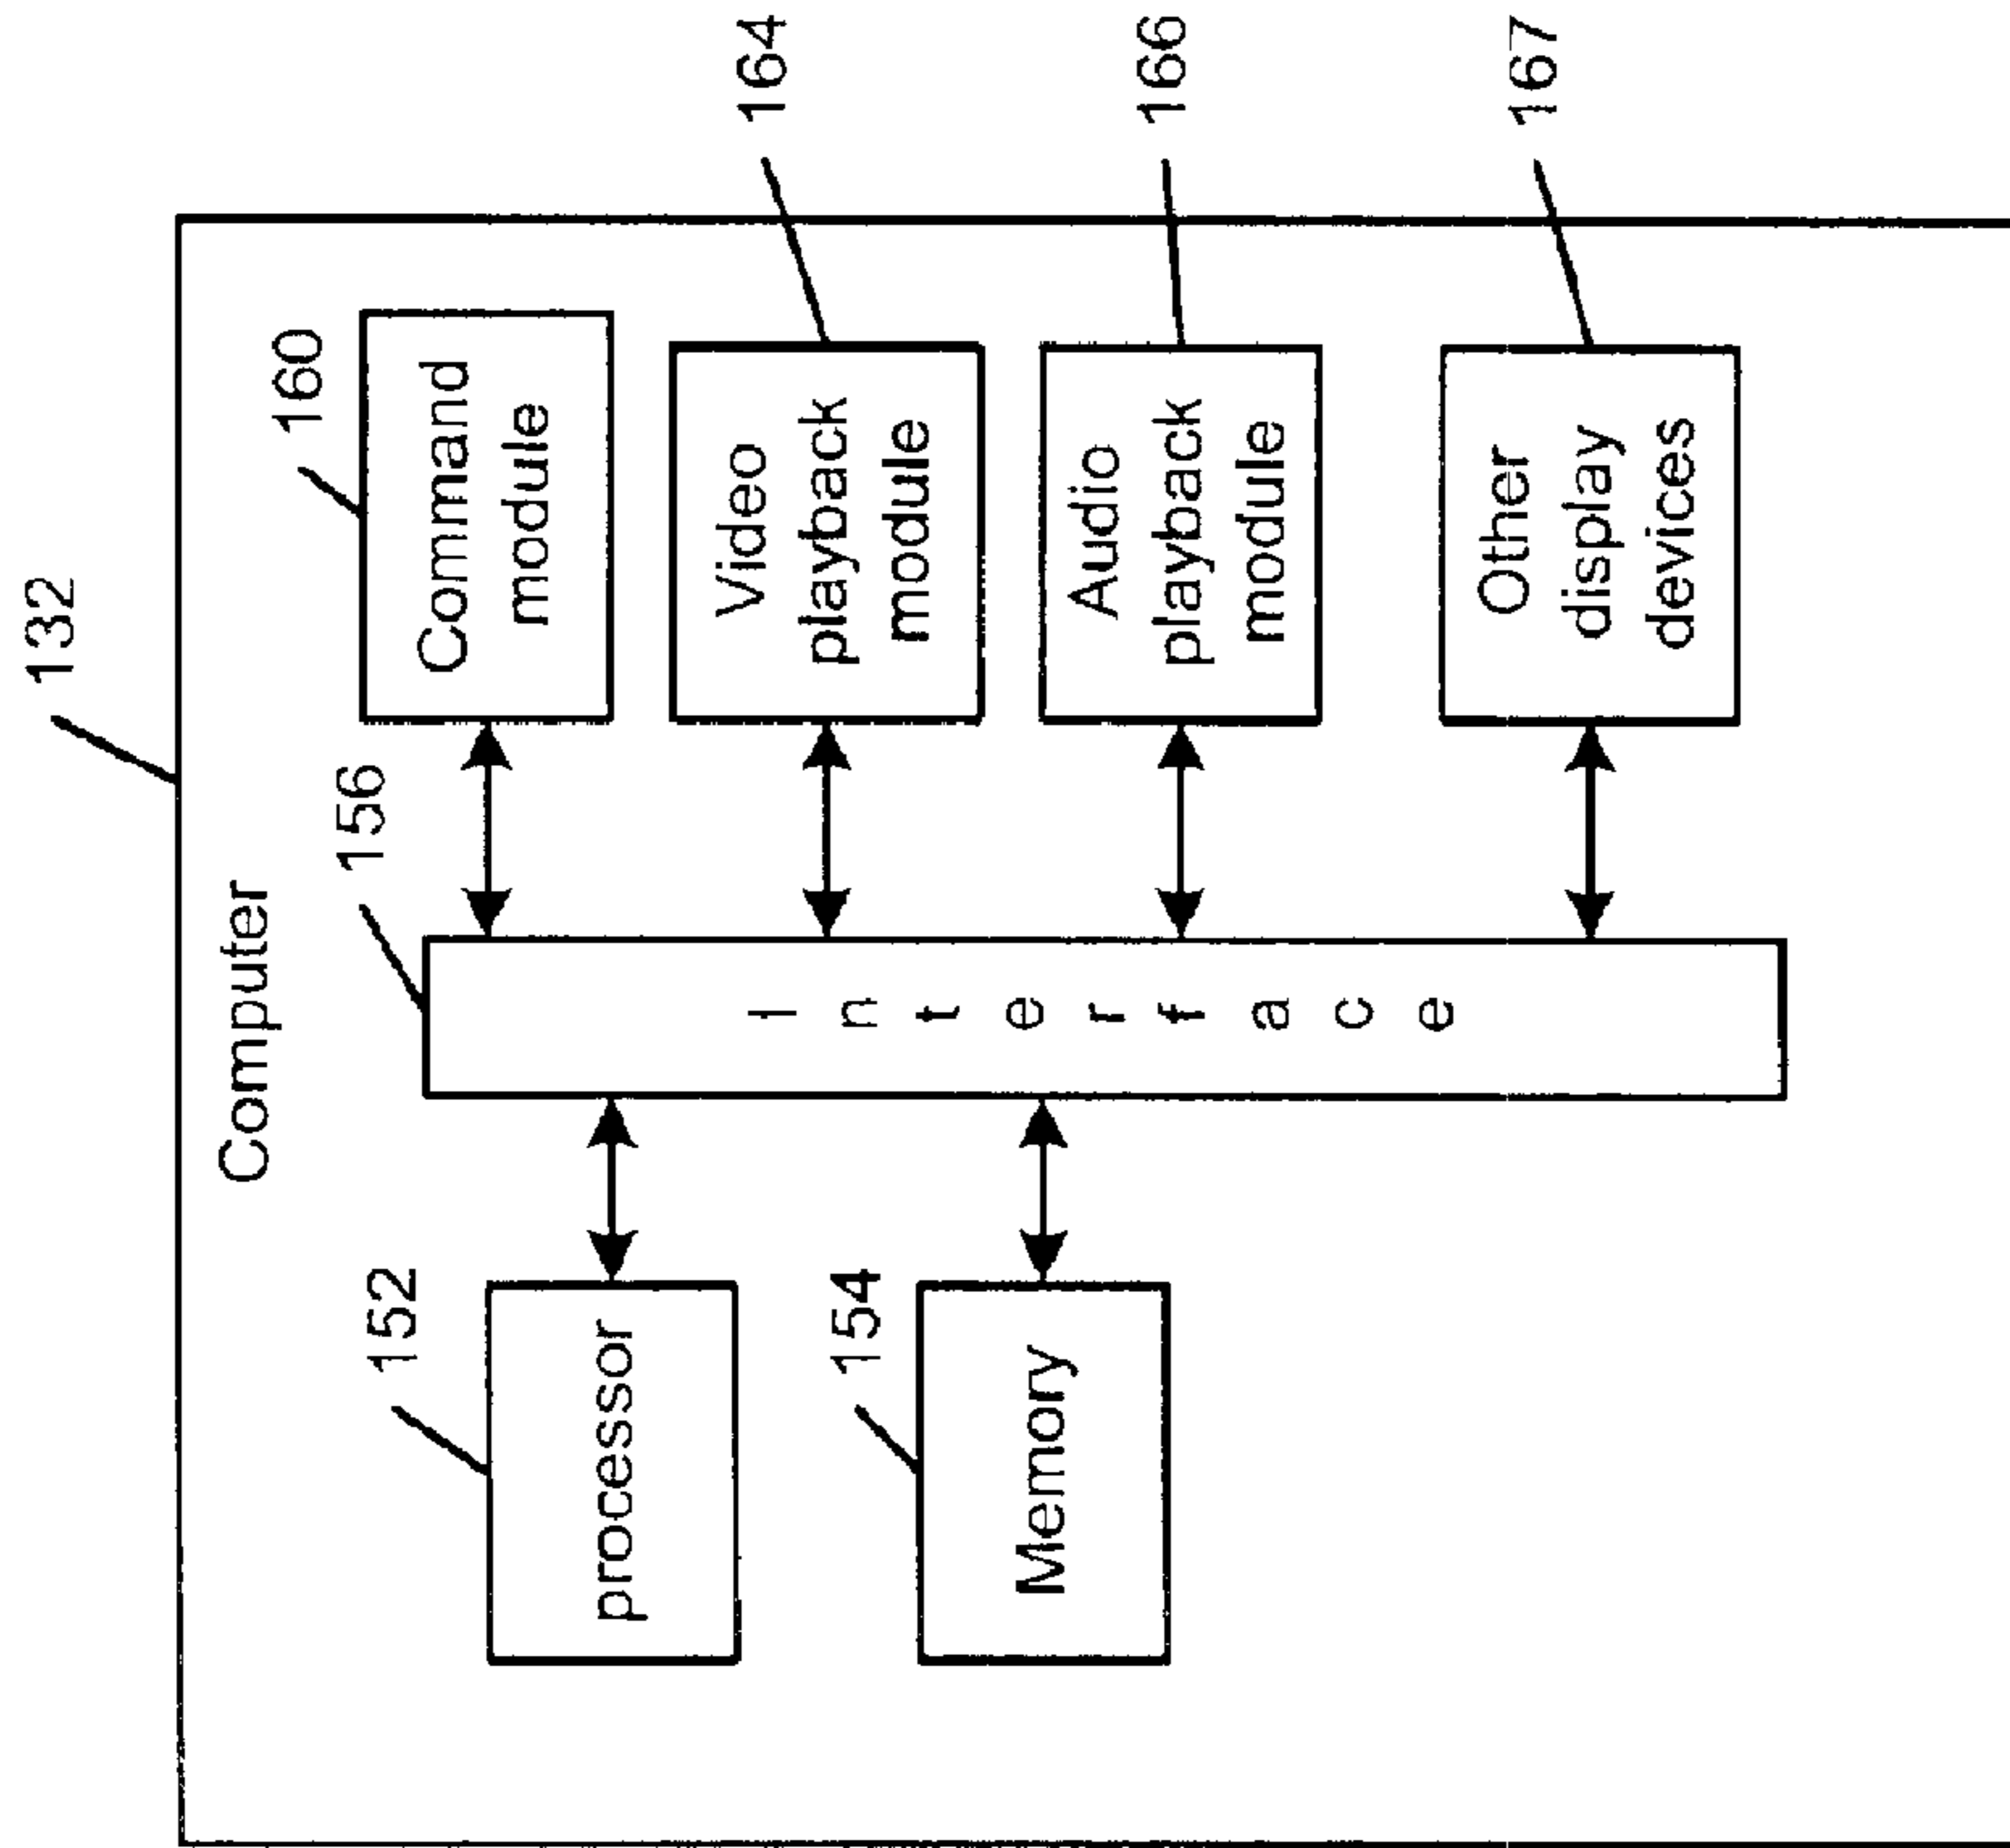 132
Computer
152
processor
154
Memory
156
Interface
160
Command
module
Video
playback
module
164
Audio
playback
module
166
Other
display
devices
167